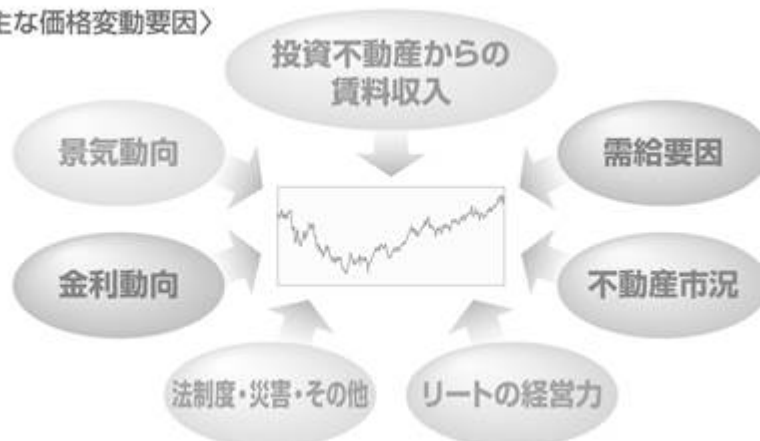 主な価格変動要因〉
投資不動産からの
賃料収入
景気動向
需給要因
金利動向
不動産市況
法制度・災害・その他
リートの経営力